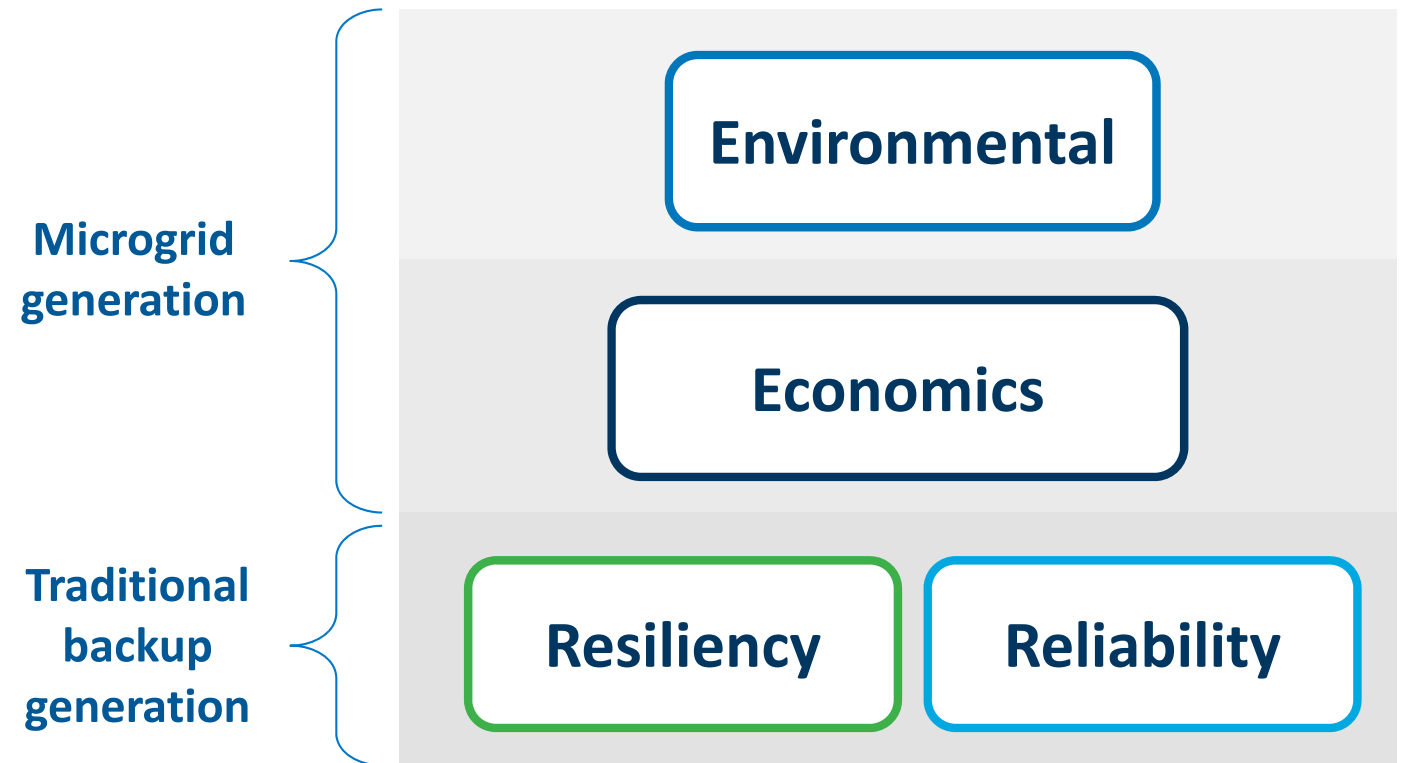 Environmental
Microgrid
generation
Economics
Traditional
backup
generation
Resiliency
Reliability